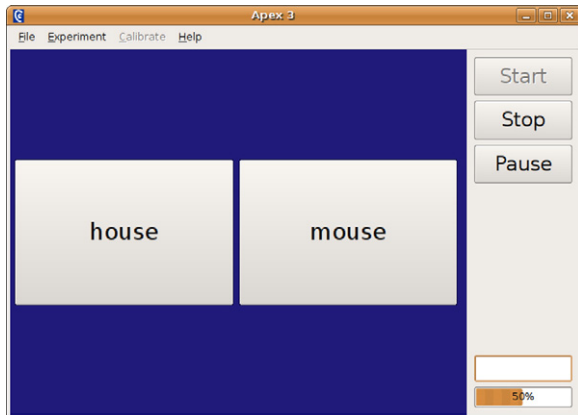 Apex 3
File Experiment Calibrate Help
Start
Stop
Pause
house mouse
50%